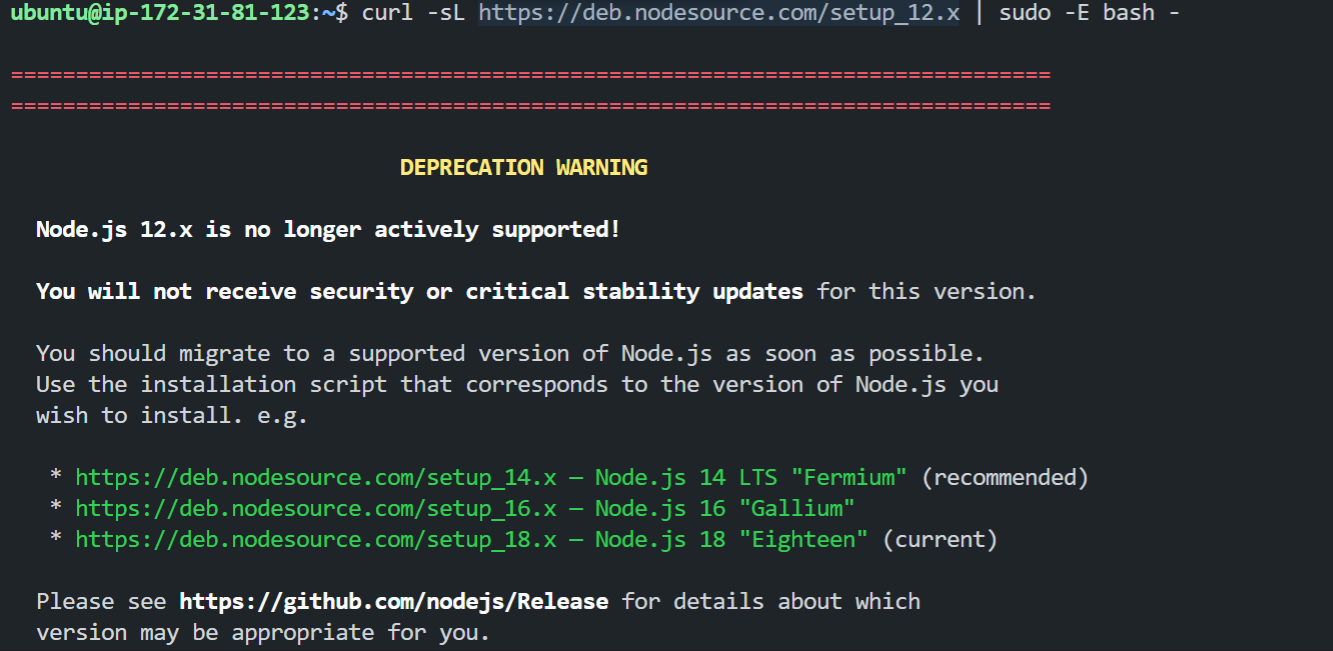 ubuntu@ip-172-31-81-123:~$ curl -sL https://deb.nodesource.com/setup_12.x | sudo -E bash -
================================================================================
================================================================================
DEPRECATION WARNING
Node.js 12.x is no longer actively supported!
You will not receive security or critical stability updates for this version.
You should migrate to a supported version of Node.js as soon as possible.
Use the installation script that corresponds to the version of Node.js you
wish to install. e.g.
* https://deb.nodesource.com/setup_14.x — Node.js 14 LTS "Fermium" (recommended)
* https://deb.nodesource.com/setup_16.x — Node.js 16 "Gallium"
* https://deb.nodesource.com/setup_18.x — Node.js 18 "Eighteen" (current)
Please see https://github.com/nodejs/Release for details about which
version may be appropriate for you.